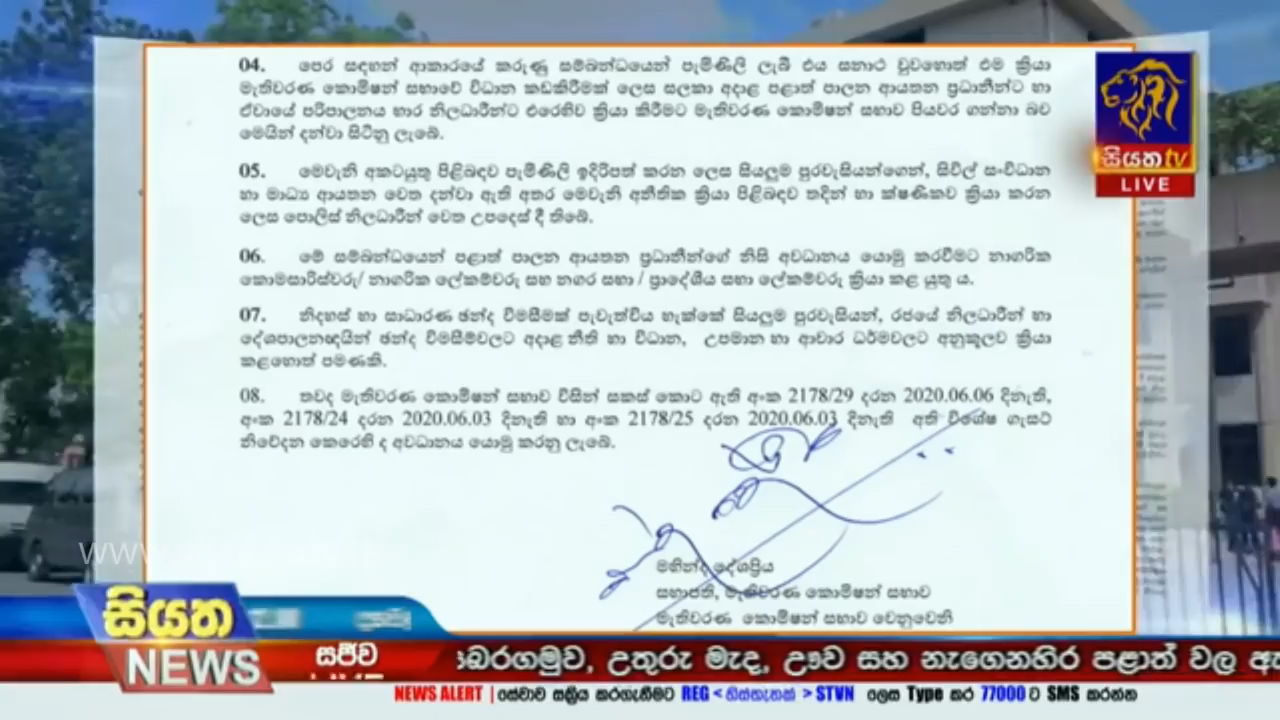 04. පෙර සඳහන් ආකාරයේ කරුණු සම්බන්ධයෙන් පැමිණිලි ලැබී එය සනාථ වුවහොත් එම ක්‍රියා
මැතිවරණ කොමිෂන් සභාවේ විධාන කඩකිරීමක් ලෙස සලකා අදාළ පළාත් පාලන ආයතන ප්‍රධානීන්ට හා
ඒවායේ පරිපාලනය භාර නිලධාරීන්ට එරෙහිව ක්‍රියා කිරීමට මැතිවරණ කොමිෂන් සභාව පියවර ගන්නා බව
මෙයින් දන්වා සිටිනු ලැබේ.
05. මෙවැනි අකටයුතු පිළිබඳව පැමිණිලි ඉදිරිපත් කරන ලෙස සියලුම පුරවැසියන්ගෙන්, සිවිල් සංවිධාන
හා මාධ්‍ය ආයතන වෙත දන්වා ඇති අතර මෙවැනි අනීතික ක්‍රියා පිළිබඳව තදින් හා ක්ෂණිකව ක්‍රියා කරන
ලෙස පොලිස් නිලධාරීන් වෙත උපදෙස් දී තිබේ.
06. මේ සම්බන්ධයෙන් පළාත් පාලන ආයතන ප්‍රධානීන්ගේ නිසි අවධානය යොමු කරවීමට නාගරික
කොමසාරිස්වරු/ නාගරික ලේකම්වරු සහ නගර සභා / ප්‍රාදේශීය සභා ලේකම්වරු ක්‍රියා කළ යුතු ය.
07. නිදහස් හා සාධාරණ ඡන්ද විමසීමක් පැවැත්විය හැක්කේ සියලුම පුරවැසියන්, රජයේ නිලධාරීන් හා
දේශපාලනඥයින් ඡන්ද විමසීම්වලට අදාළ නීති හා විධාන, උපමාන හා ආචාර ධර්මවලට අනුකූලව ක්‍රියා
කළහොත් පමණකි.
08. තවද මැතිවරණ කොමිෂන් සභාව විසින් සකස් කොට ඇති අංක 2178/29 දරන 2020.06.06 දිනැති,
අංක 2178/24 දරන 2020.06.03 දිනැති හා අංක 2178/25 දරන 2020.06.03 දිනැති අති විශේෂ ගැසට්
නිවේදන කෙරෙහි ද අවධානය යොමු කරනු ලැබේ.
මහින්ද දේශප්‍රිය
සභාපති, මැතිවරණ කොමිෂන් සභාව
මැතිවරණ කොමිෂන් සභාව වෙනුවෙනි
සියත tv
LIVE
සියත
NEWS
සජීව
උතුරු මැද, ඌව සහ නැගෙනහිර පළාත් වල
NEWS ALERT | සේවාව සක්‍රිය කරගැනීමට REG < හිස්තැනක් > STVN ලෙස Type කර 77000 ට SMS කරන්න